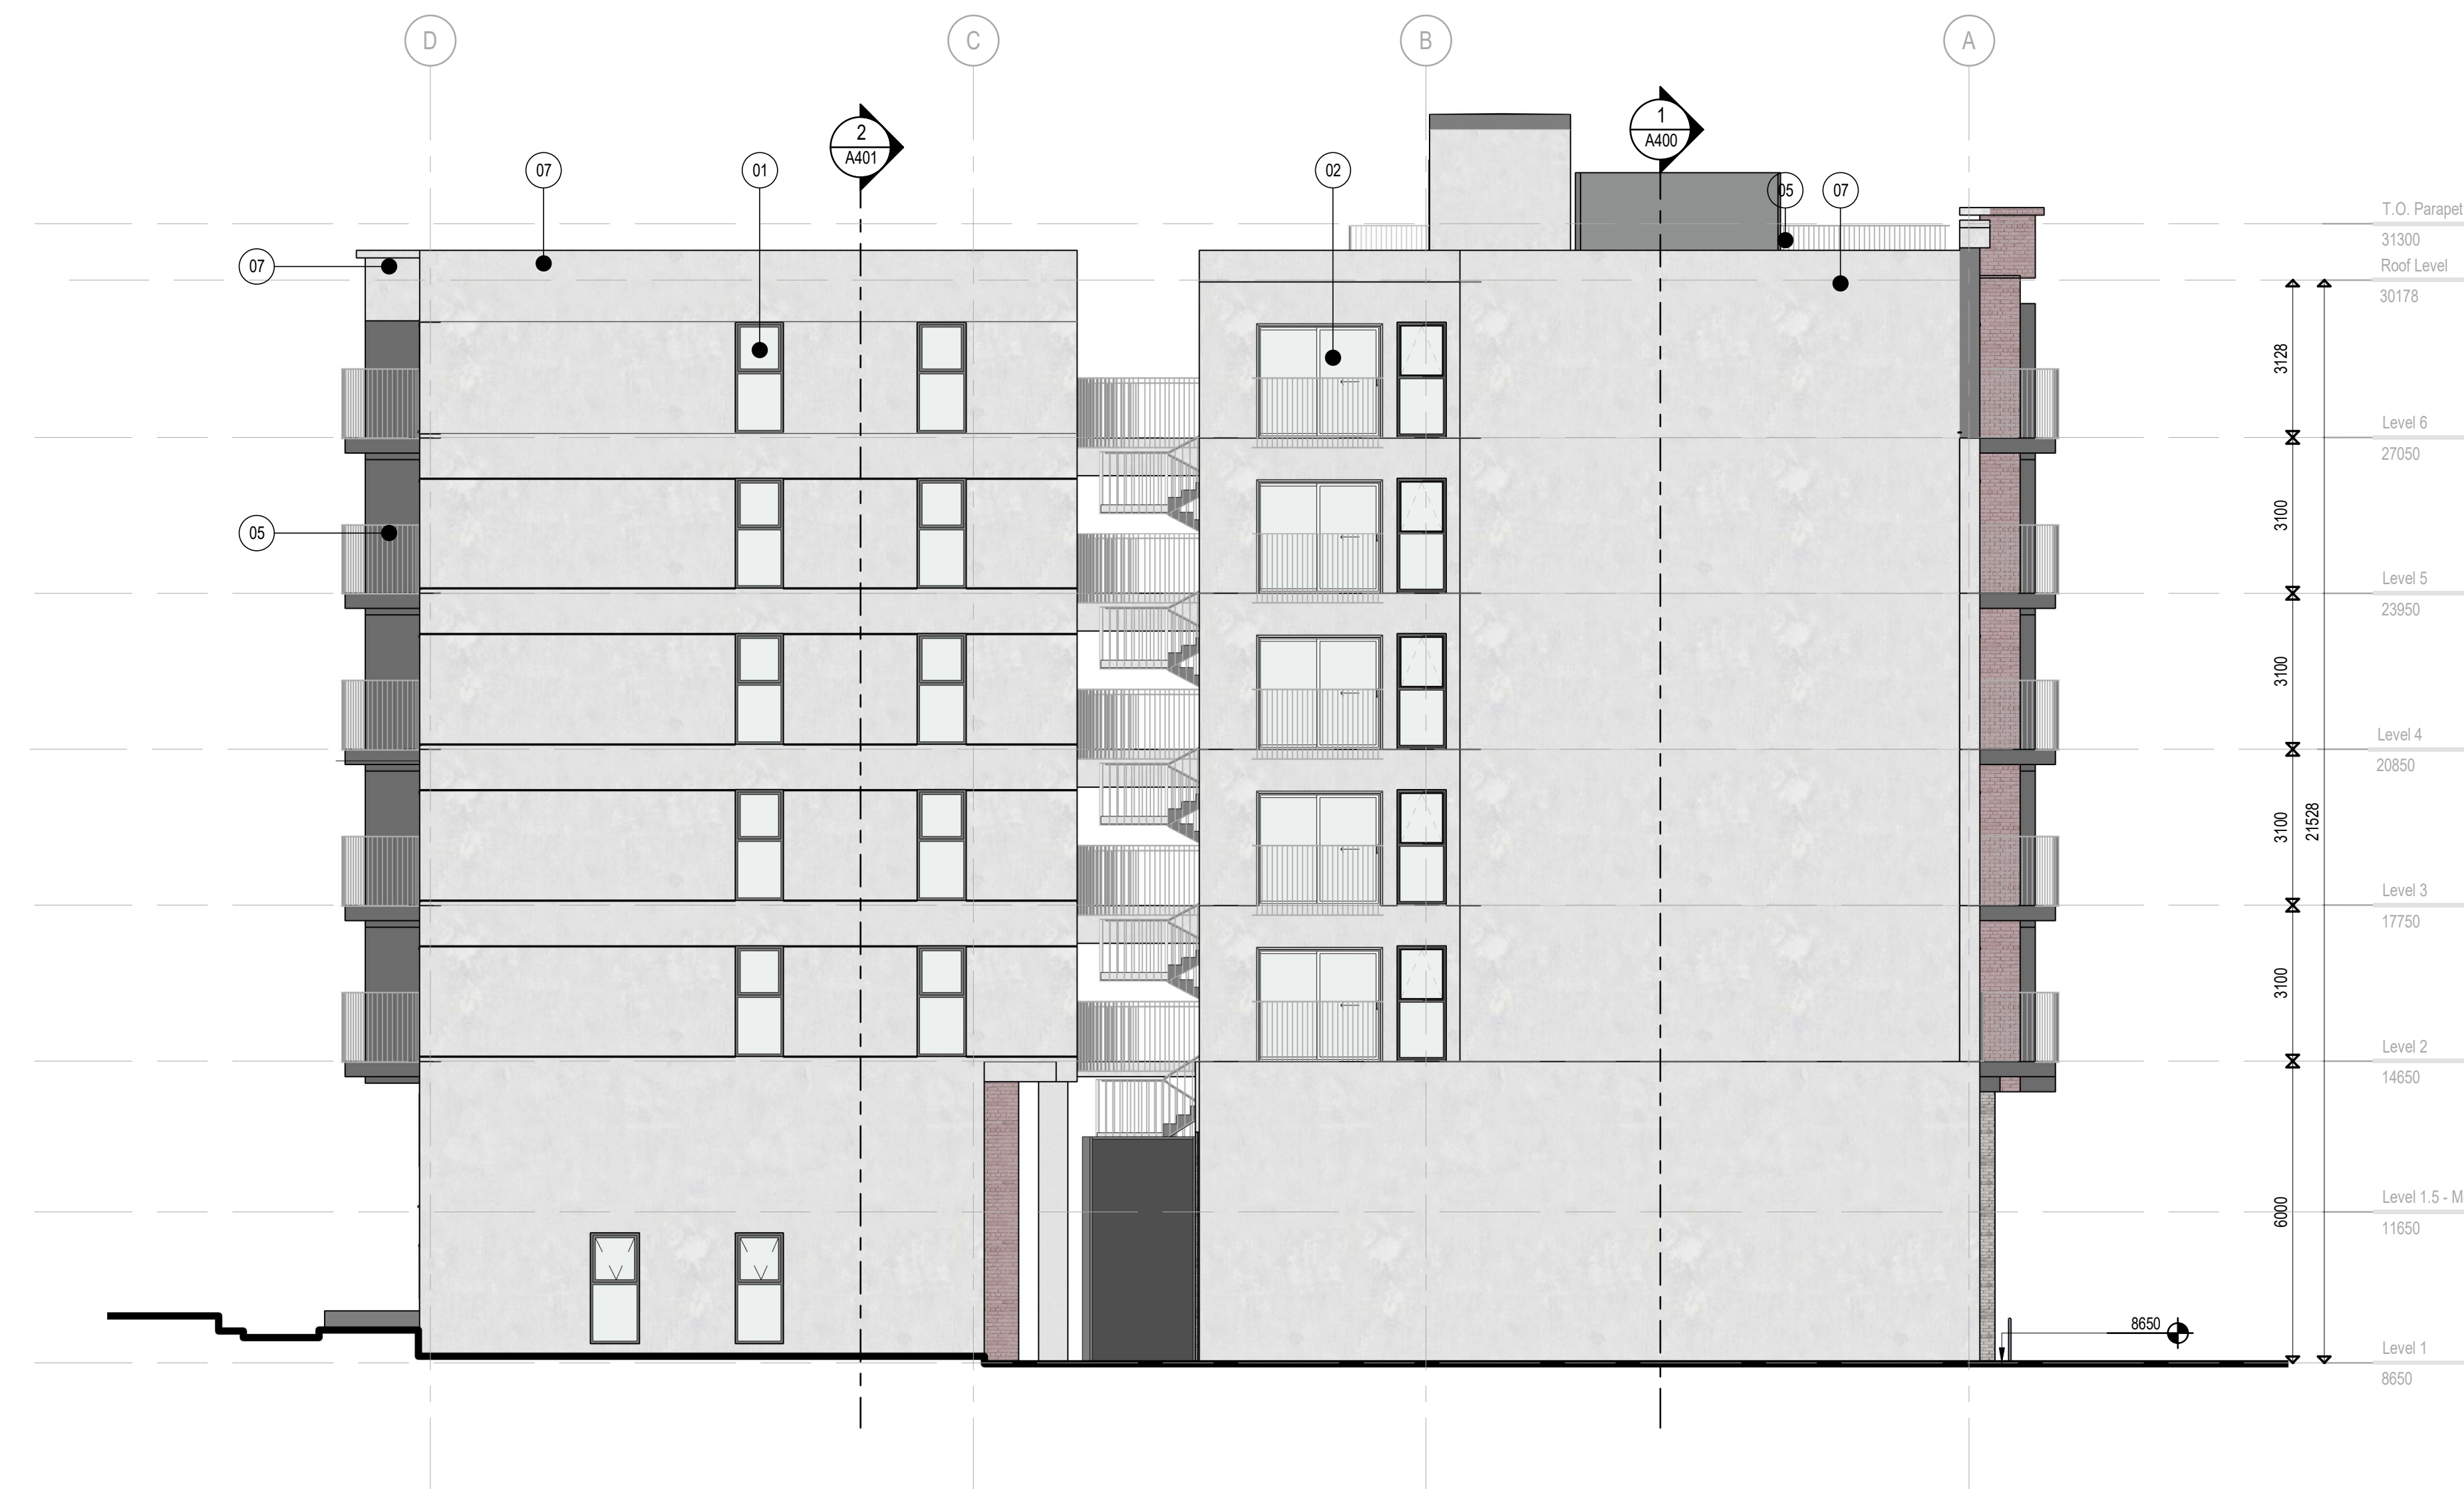 D
C
B
A
2
A401
1
A400
07
01
02
05
07
07
05
T.O. Parapet
31300
Roof Level
30178
3128
Level 6
27050
3100
Level 5
23950
3100
Level 4
20850
3100
21528
Level 3
17750
3100
Level 2
14650
6000
Level 1.5 - M
11650
8650
Level 1
8650